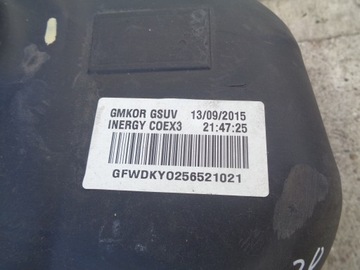 GMKOR GSUV 13/09/2015
INERGY COEX3 21:47:25
GFWDKY0256521021